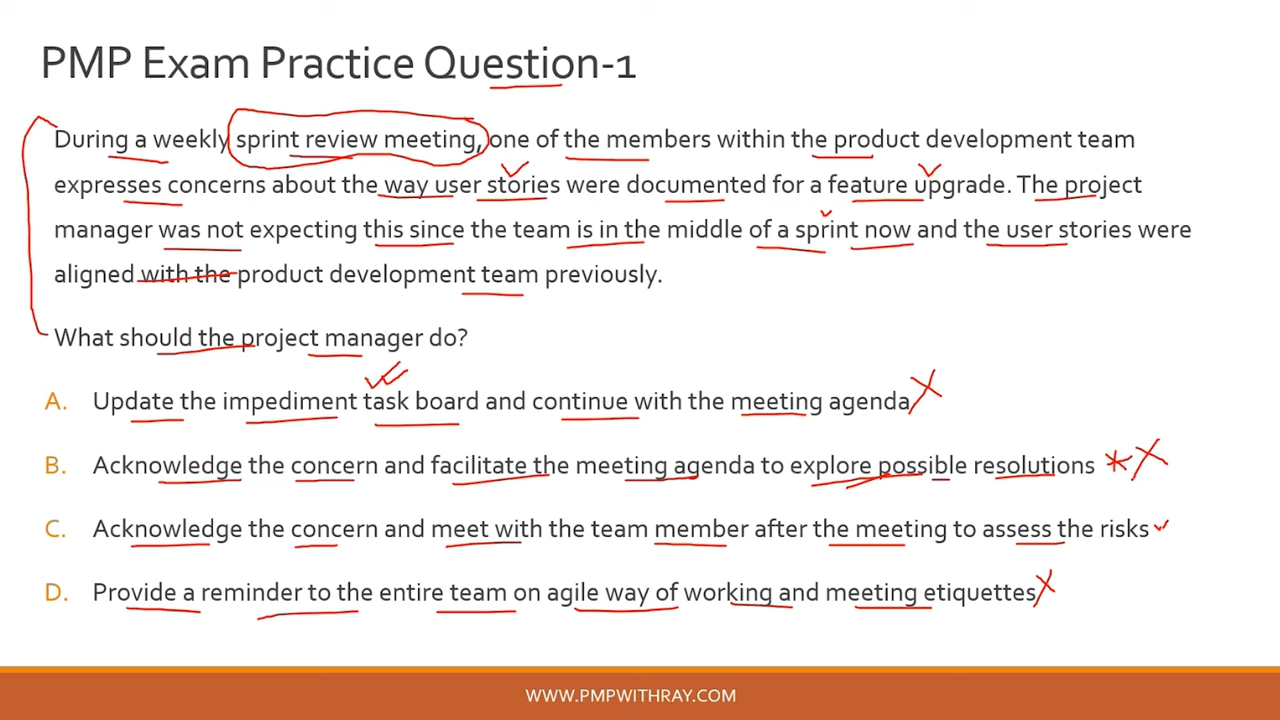 PMP Exam Practice Question-1
During a weekly sprint review meeting, one of the members within the product development team
expresses concerns about the way user stories were documented for a feature upgrade. The project
manager was not expecting this since the team is in the middle of a sprint now and the user stories were
aligned with the product development team previously.
What should the project manager do?
A. Update the impediment task board and continue with the meeting agenda
B. Acknowledge the concern and facilitate the meeting agenda to explore possible resolutions
C. Acknowledge the concern and meet with the team member after the meeting to assess the risks
D. Provide a reminder to the entire team on agile way of working and meeting etiquettes
WWW.PMPWITHRAY.COM